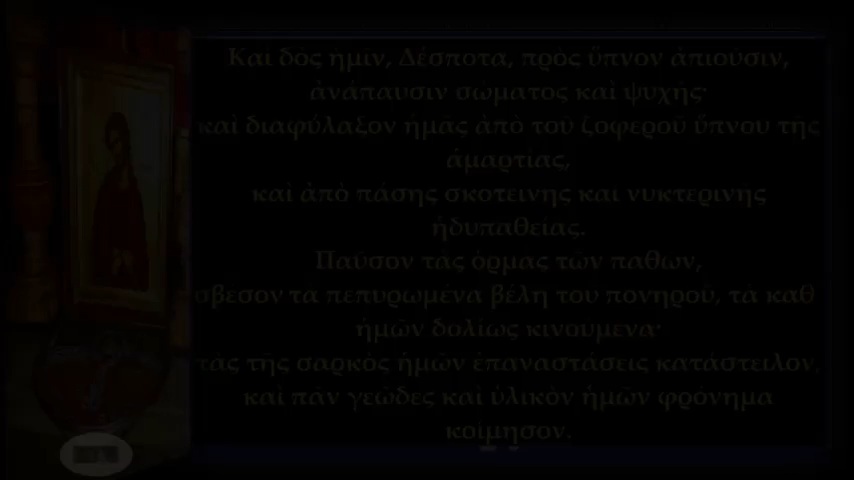 Καὶ δὸς ἡμῖν, Δέσποτα, πρὸς ὕπνον ἀπιοῦσιν,
ἀνάπαυσιν σώματος καὶ ψυχῆς·
καὶ διαφύλαξον ἡμᾶς ἀπὸ τοῦ ζοφεροῦ ὕπνου τῆς
ἁμαρτίας,
καὶ ἀπὸ πάσης σκοτεινῆς καὶ νυκτερινῆς
ἡδυπαθείας.
Παῦσον τὰς ὁρμὰς τῶν παθῶν,
σβέσον τὰ πεπυρωμένα βέλη τοῦ πονηροῦ, τὰ καθ
ἡμῶν δολίως κινούμενα·
τὰς τῆς σαρκὸς ἡμῶν ἐπαναστάσεις κατάστειλον,
καὶ πᾶν γεῶδες καὶ ὑλικὸν ἡμῶν φρόνημα
κοίμησον.